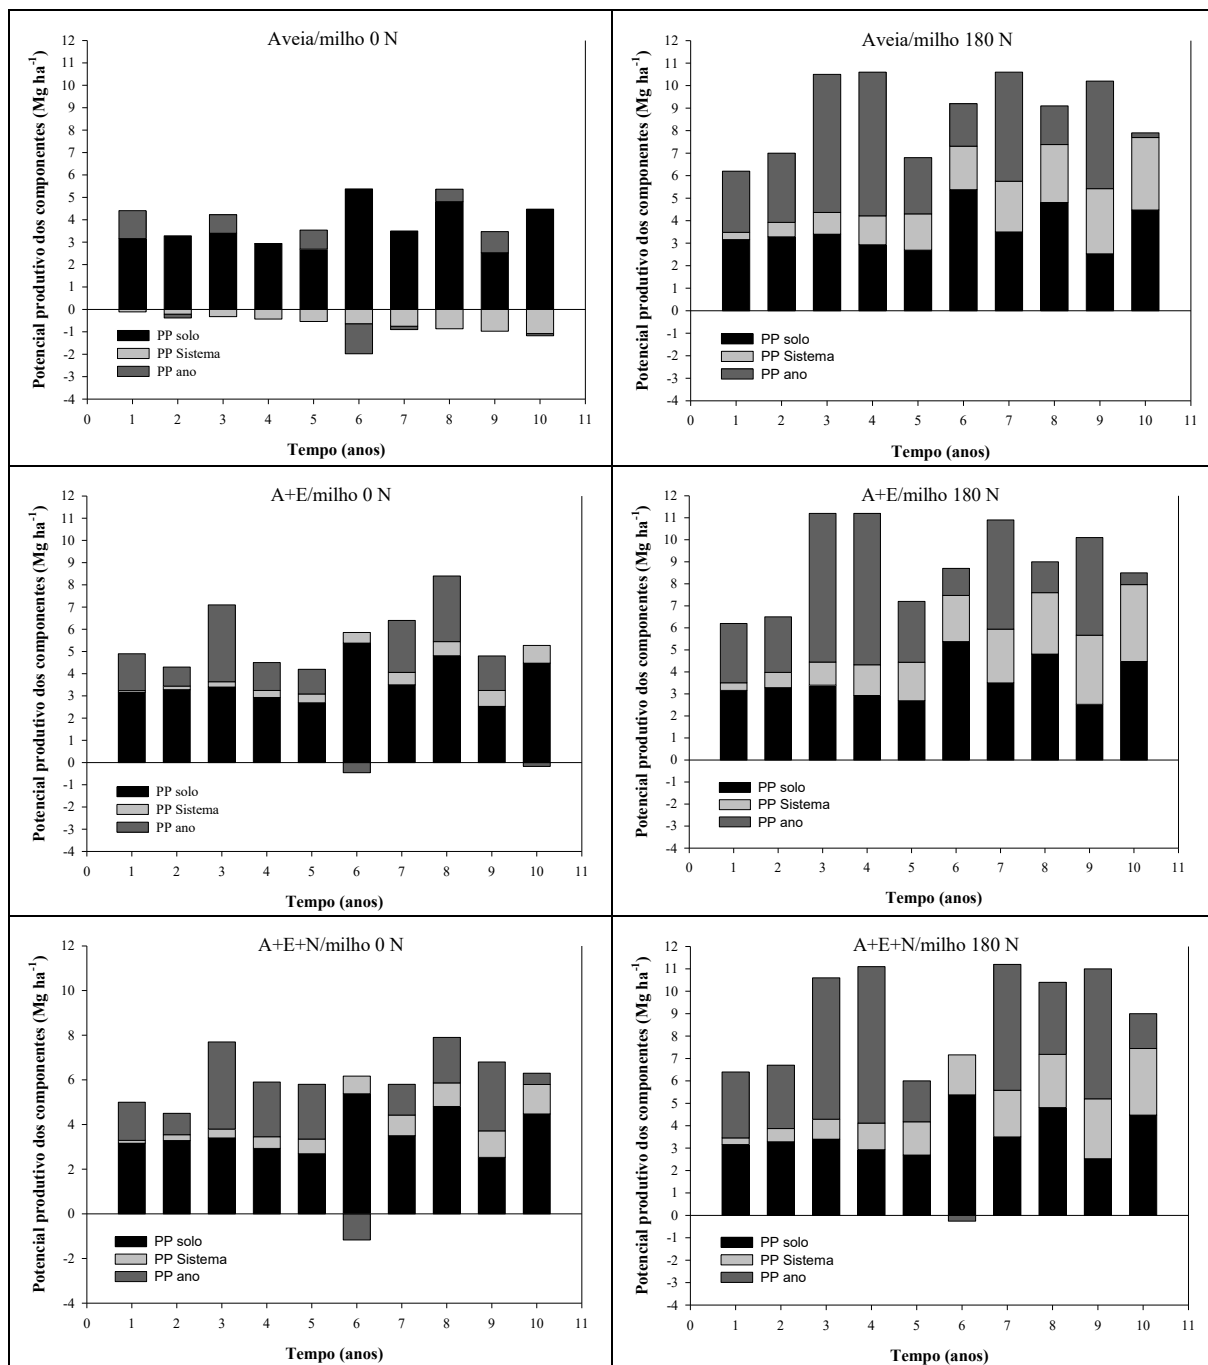 Aveia/milho 0 N
Potencial produtivo dos componentes (Mg ha-1)
12
11
10
9
8
7
6
5
4
3
2
1
0
-1
-2
-3
-4
PP solo
PP Sistema
PP ano
0 1 2 3 4 5 6 7 8 9 10 11
Tempo (anos)
Aveia/milho 180 N
Potencial produtivo dos componentes (Mg ha-1)
12
11
10
9
8
7
6
5
4
3
2
1
0
-1
-2
-3
-4
PP solo
PP Sistema
PP ano
0 1 2 3 4 5 6 7 8 9 10 11
Tempo (anos)
A+E/milho 0 N
Potencial produtivo dos componentes (Mg ha-1)
12
11
10
9
8
7
6
5
4
3
2
1
0
-1
-2
-3
-4
PP solo
PP Sistema
PP ano
0 1 2 3 4 5 6 7 8 9 10 11
Tempo (anos)
A+E/milho 180 N
Potencial produtivo dos componentes (Mg ha-1)
12
11
10
9
8
7
6
5
4
3
2
1
0
-1
-2
-3
-4
PP solo
PP Sistema
PP ano
0 1 2 3 4 5 6 7 8 9 10 11
Tempo (anos)
A+E+N/milho 0 N
Potencial produtivo dos componentes (Mg ha-1)
12
10
8
6
4
2
0
-2
-4
PP solo
PP Sistema
PP ano
0 1 2 3 4 5 6 7 8 9 10 11
Tempo (anos)
A+E+N/milho 180 N
Potencial produtivo dos componentes (Mg ha-1)
12
11
10
9
8
7
6
5
4
3
2
1
0
-1
-2
-3
-4
PP solo
PP Sistema
PP ano
0 1 2 3 4 5 6 7 8 9 10 11
Tempo (anos)